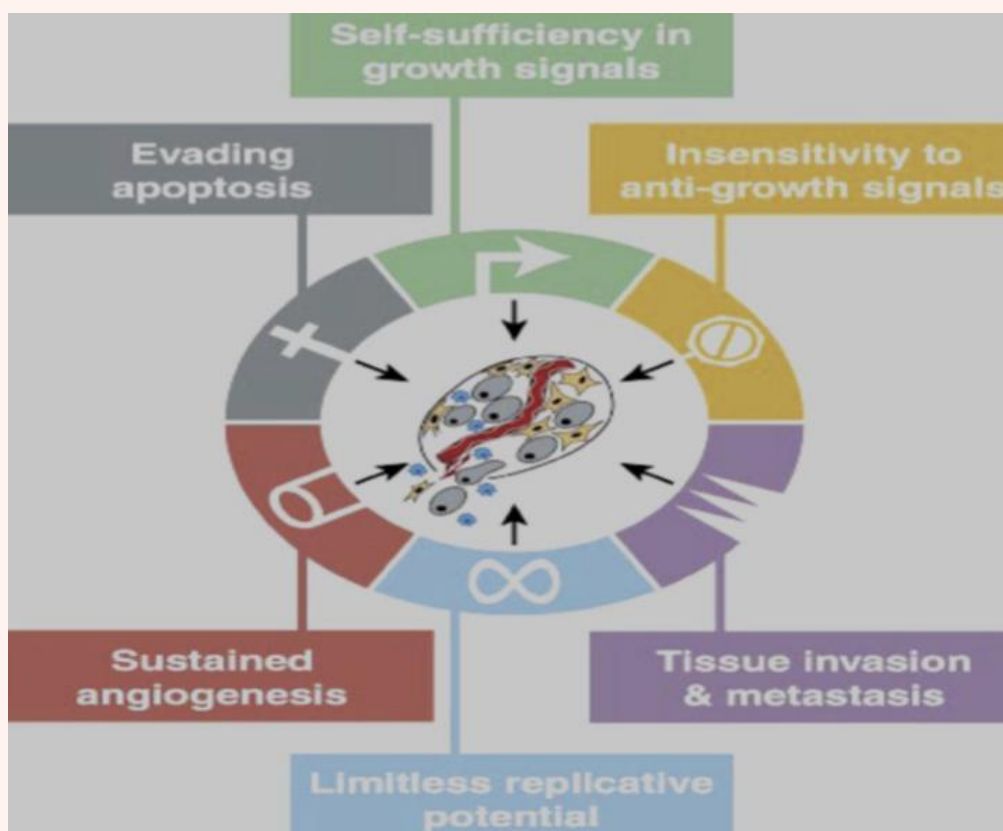 Self-sufficiency in
growth signals
Evading
apoptosis
Insensitivity to
anti-growth signals
Sustained
angiogenesis
Tissue invasion
& metastasis
Limitless replicative
potential